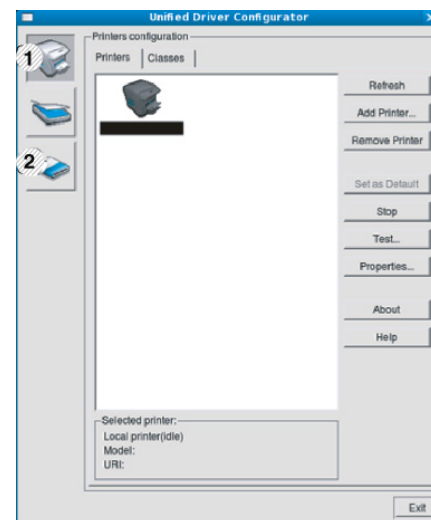 Unified Driver Configurator
1
2
Printers configuration
Printers
Classes
Refresh
Add Printer...
Remove Printer
Set as Default
Stop
Test...
Properties...
About
Help
Selected printer:
Local printer(idle)
Model:
URI:
Exit